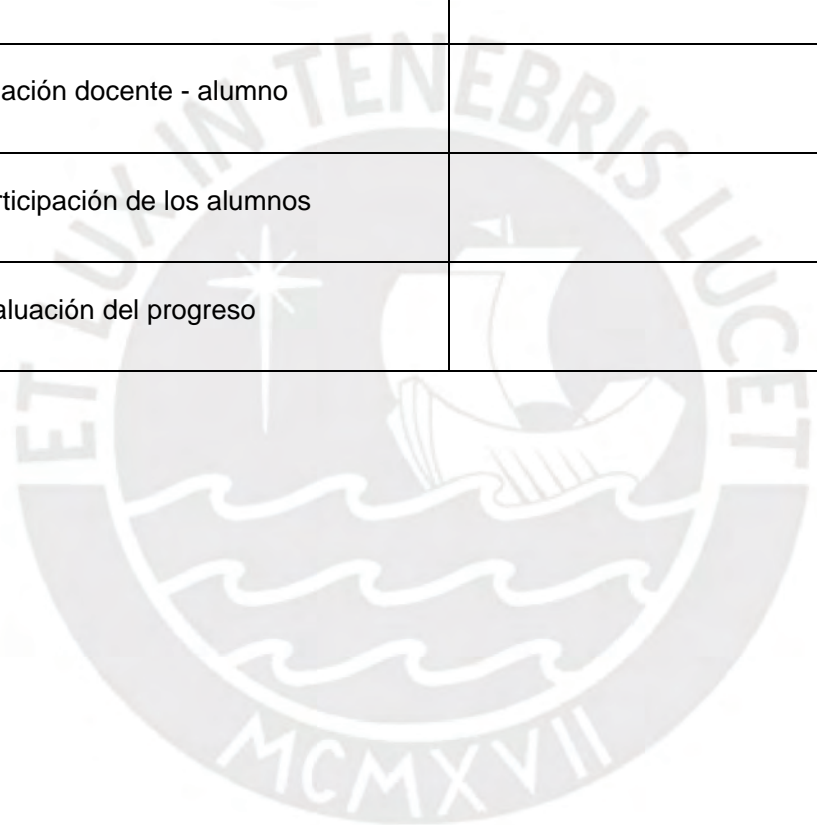 ación docente - alumno
rticipación de los alumnos
aluación del progreso
ET LUX IN TENEBRIS LUCET
MCMXVII